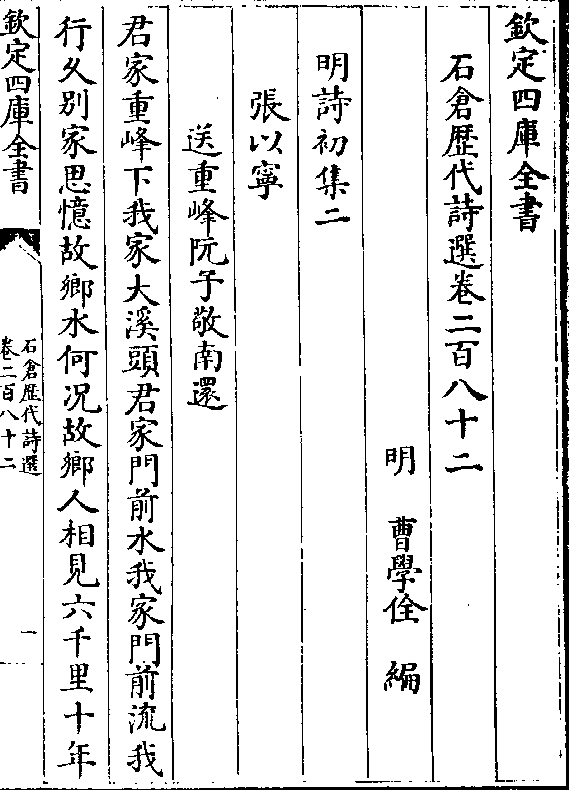 欽定四庫全書
石倉歴代詩選卷二百八十二
明 曹學佺 編
明詩初集二
張以寧
送重峰阮子敬南還
君家重峰下我家大溪頭君家門前水我家門前流我
行久別家思憶故鄉水何况故鄉人相見六千里十年
欽定四庫全書
石倉歴代詩選
卷二百八十二
一